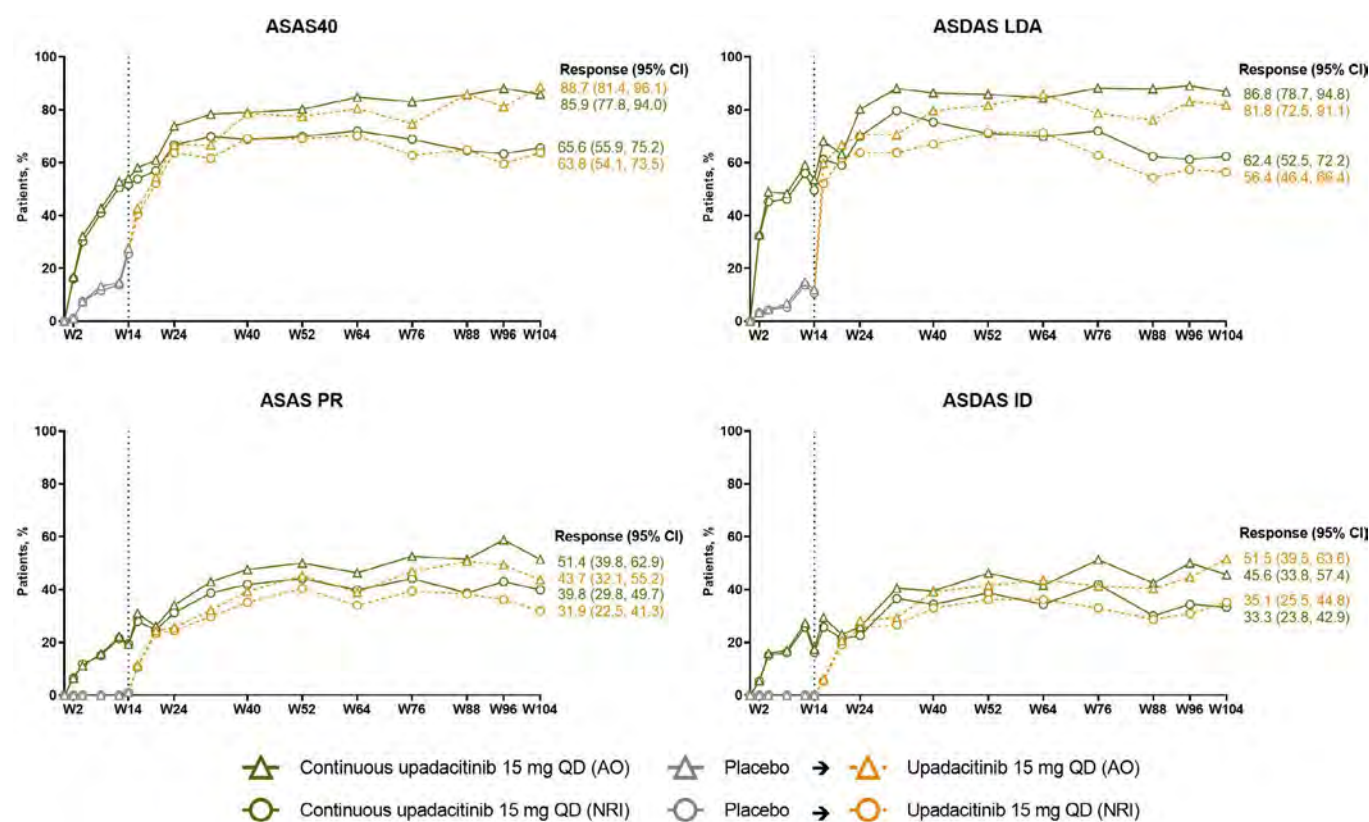 ASAS40
Patients, %
100
80
60
40
20
0
W2 W14 W24 W40 W52 W64 W76 W88 W96 W104
Response (95% CI)
88.7 (81.4, 96.1)
85.9 (77.8, 94.0)
65.6 (55.9, 75.2)
63.8 (54.1, 73.5)
ASDAS LDA
Patients, %
100
80
60
40
20
0
W2 W14 W24 W40 W52 W64 W76 W88 W96 W104
Response (95% CI)
86.8 (78.7, 94.8)
81.8 (72.5, 91.1)
62.4 (52.5, 72.2)
56.4 (46.4, 66.4)
ASAS PR
Patients, %
100
80
60
40
20
0
W2 W14 W24 W40 W52 W64 W76 W88 W96 W104
Response (95% CI)
51.4 (39.8, 62.9)
43.7 (32.1, 55.2)
39.8 (29.8, 49.7)
31.9 (22.5, 41.3)
ASDAS ID
Patients, %
100
80
60
40
20
0
W2 W14 W24 W40 W52 W64 W76 W88 W96 W104
Response (95% CI)
51.5 (39.5, 63.6)
45.6 (33.8, 57.4)
35.1 (25.5, 44.8)
33.3 (23.8, 42.9)
Continuous upadacitinib 15 mg QD (AO) Placebo → Upadacitinib 15 mg QD (AO)
Continuous upadacitinib 15 mg QD (NRI) Placebo → Upadacitinib 15 mg QD (NRI)